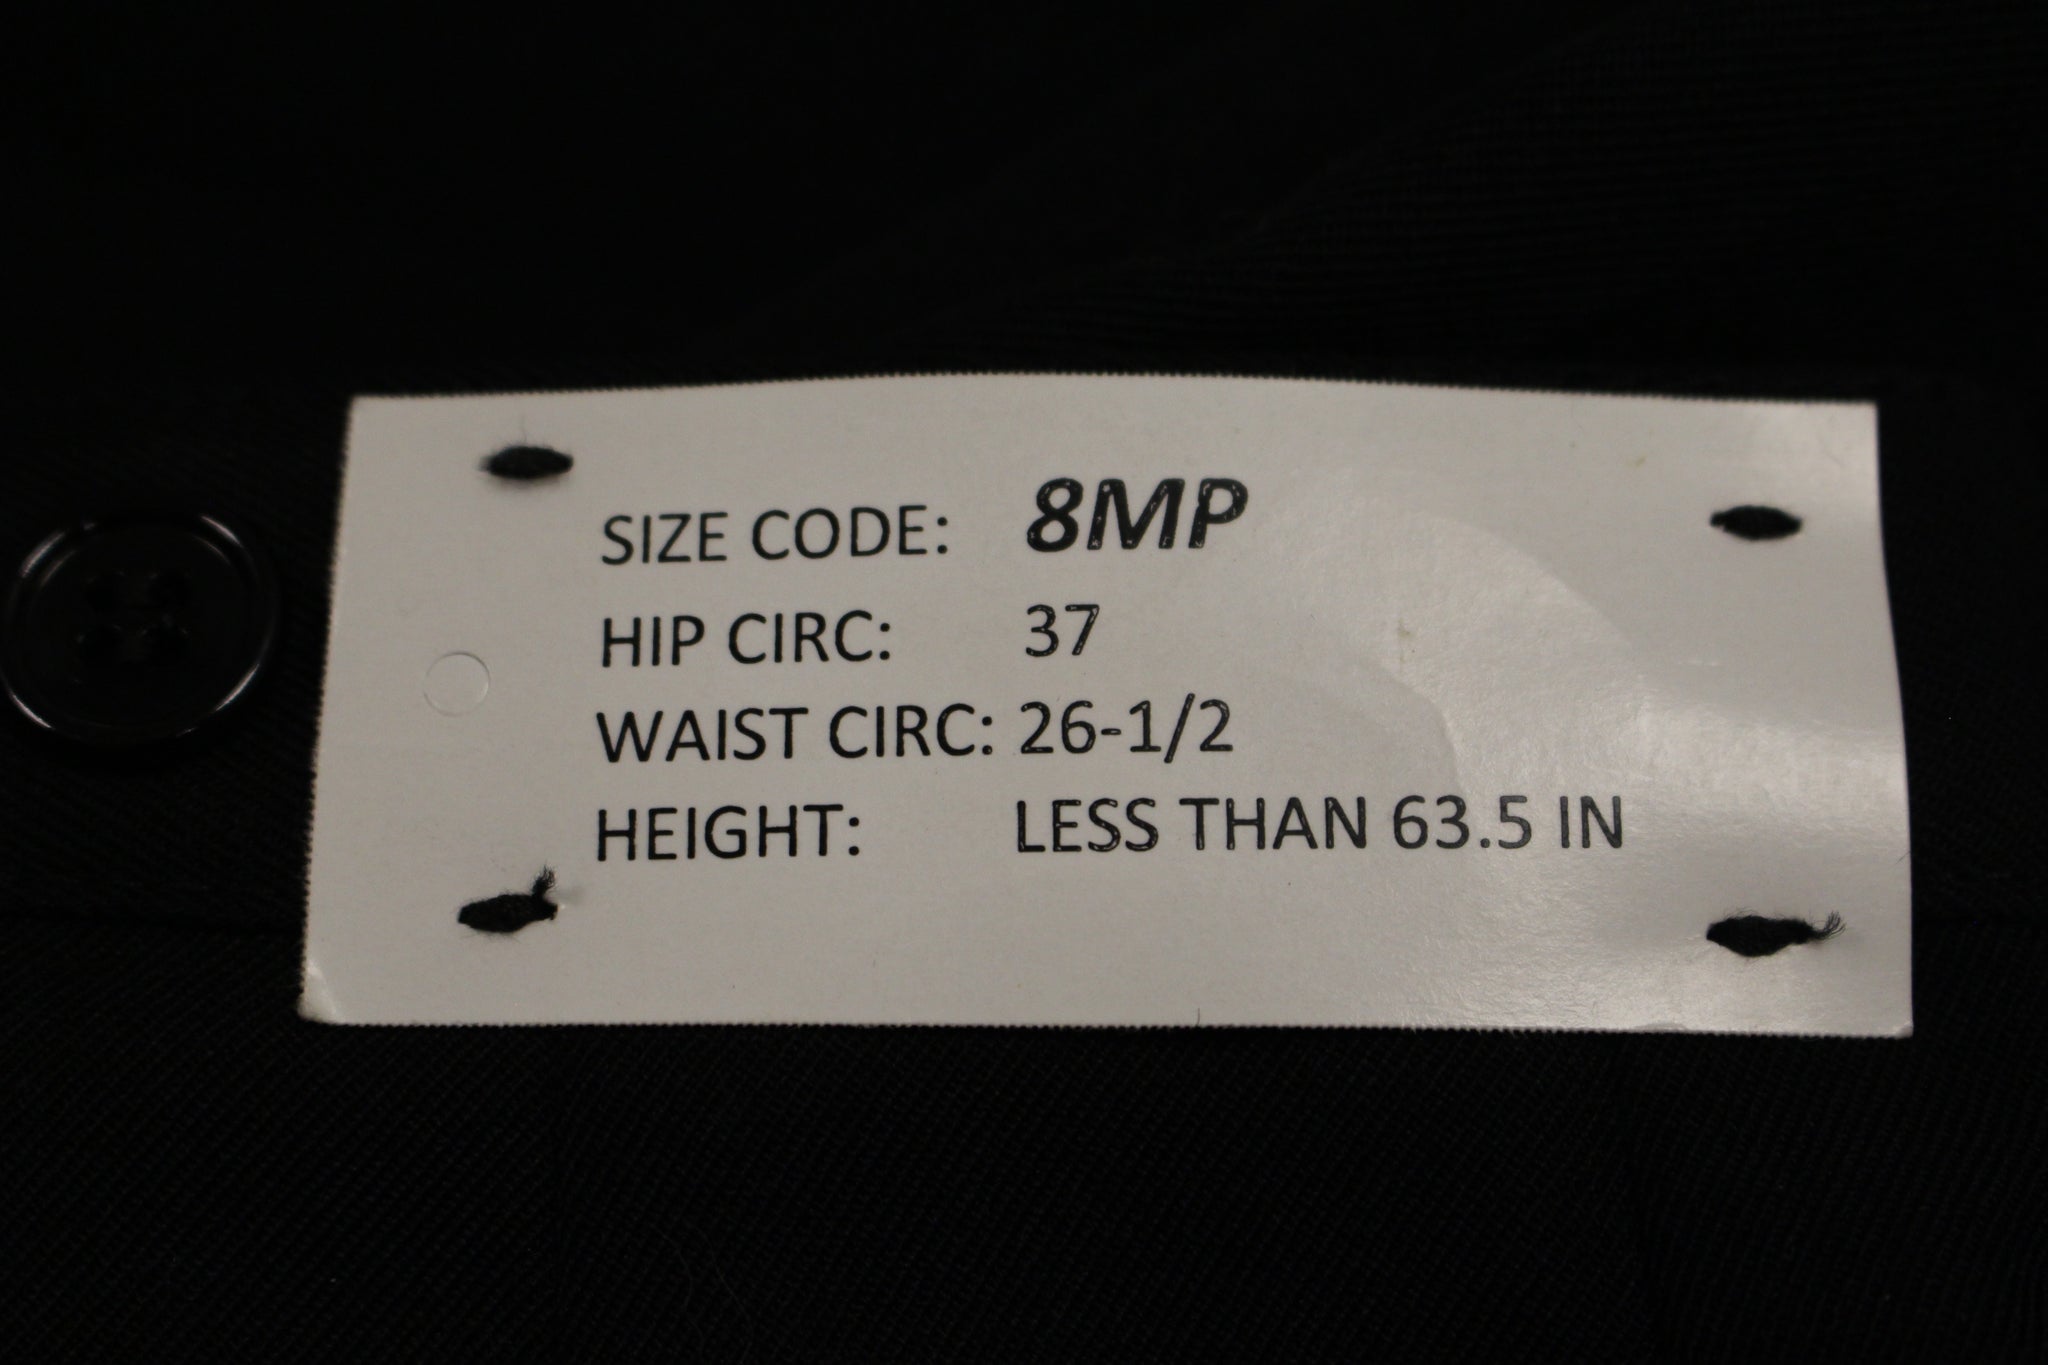 SIZE CODE: 8MP
HIP CIRC: 37
WAIST CIRC: 26-1/2
HEIGHT: LESS THAN 63.5 IN